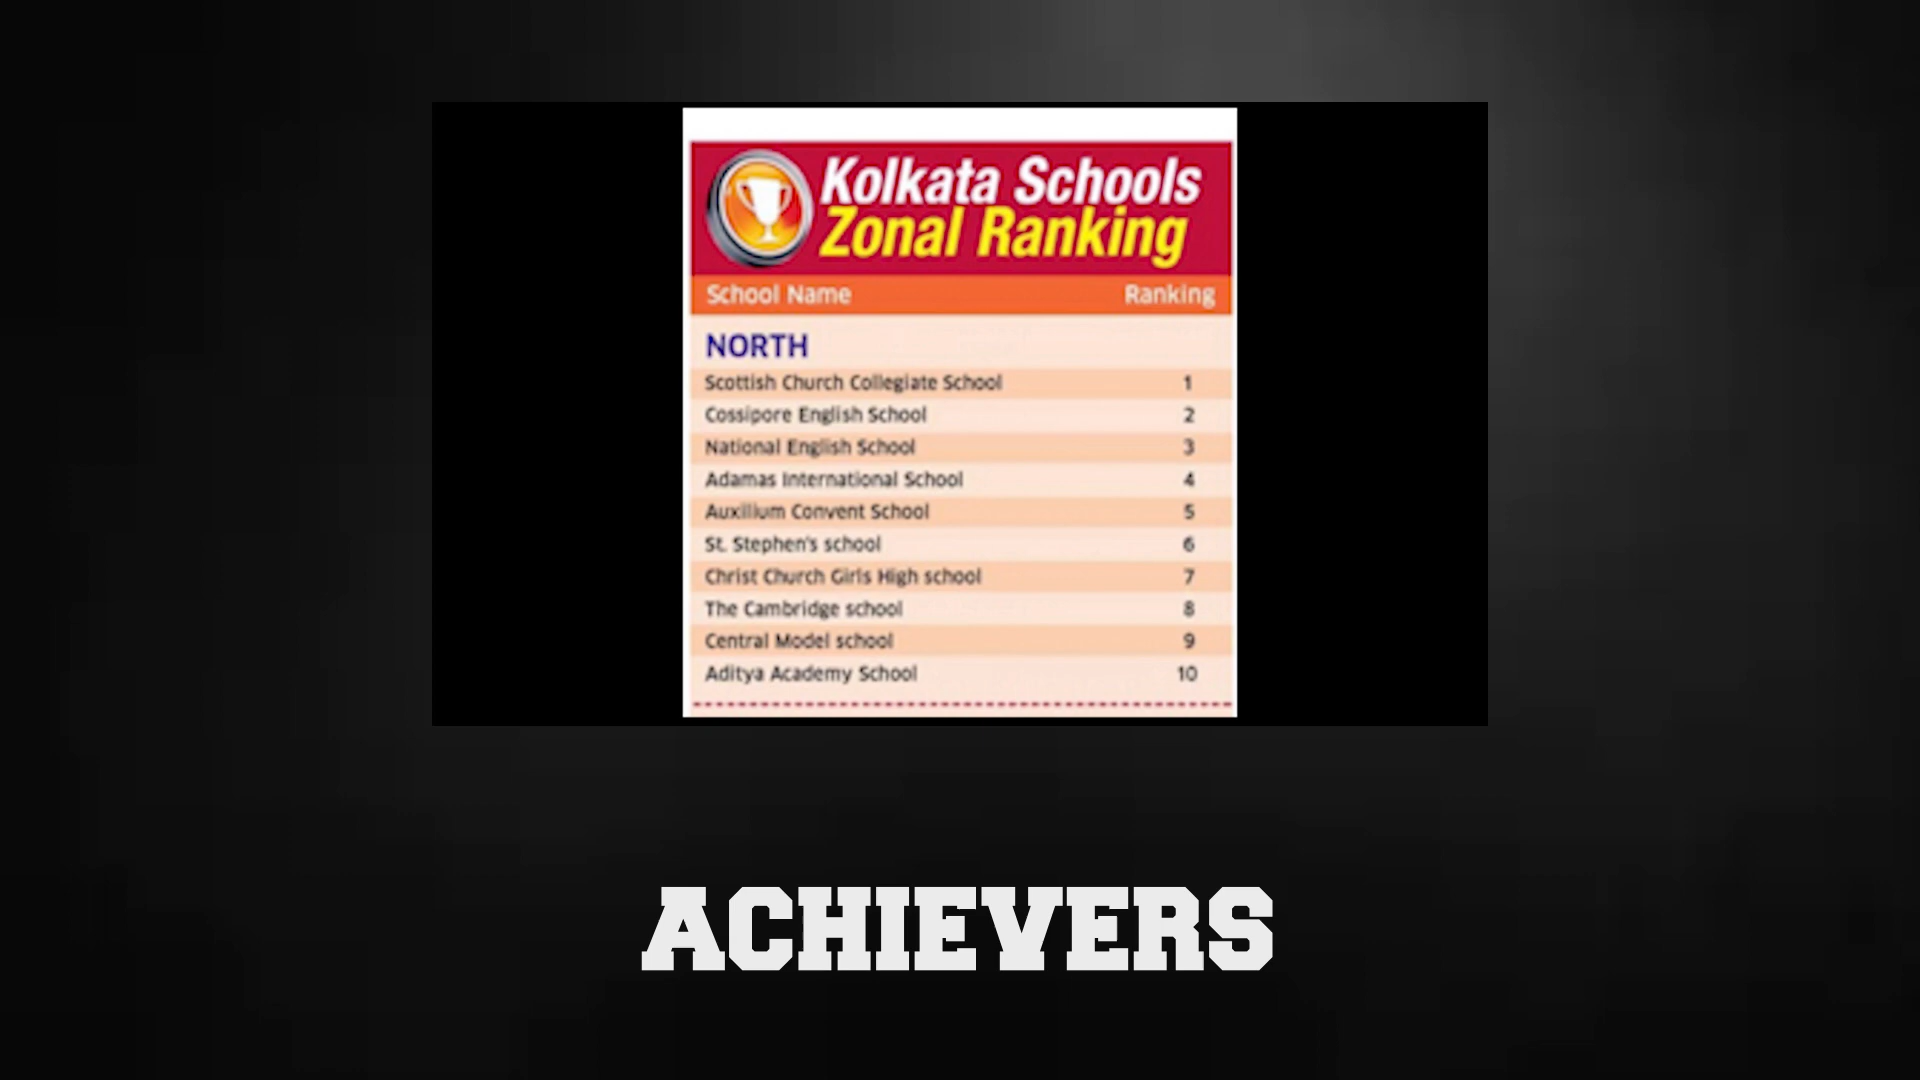 Kolkata Schools
Zonal Ranking
School Name Ranking
NORTH
Scottish Church Collegiate School 1
Cossipore English School 2
National English School 3
Adamas International School 4
Auxilium Convent School 5
St. Stephen's school 6
Christ Church Girls High school 7
The Cambridge school 8
Central Model school 9
Aditya Academy School 10
ACHIEVERS